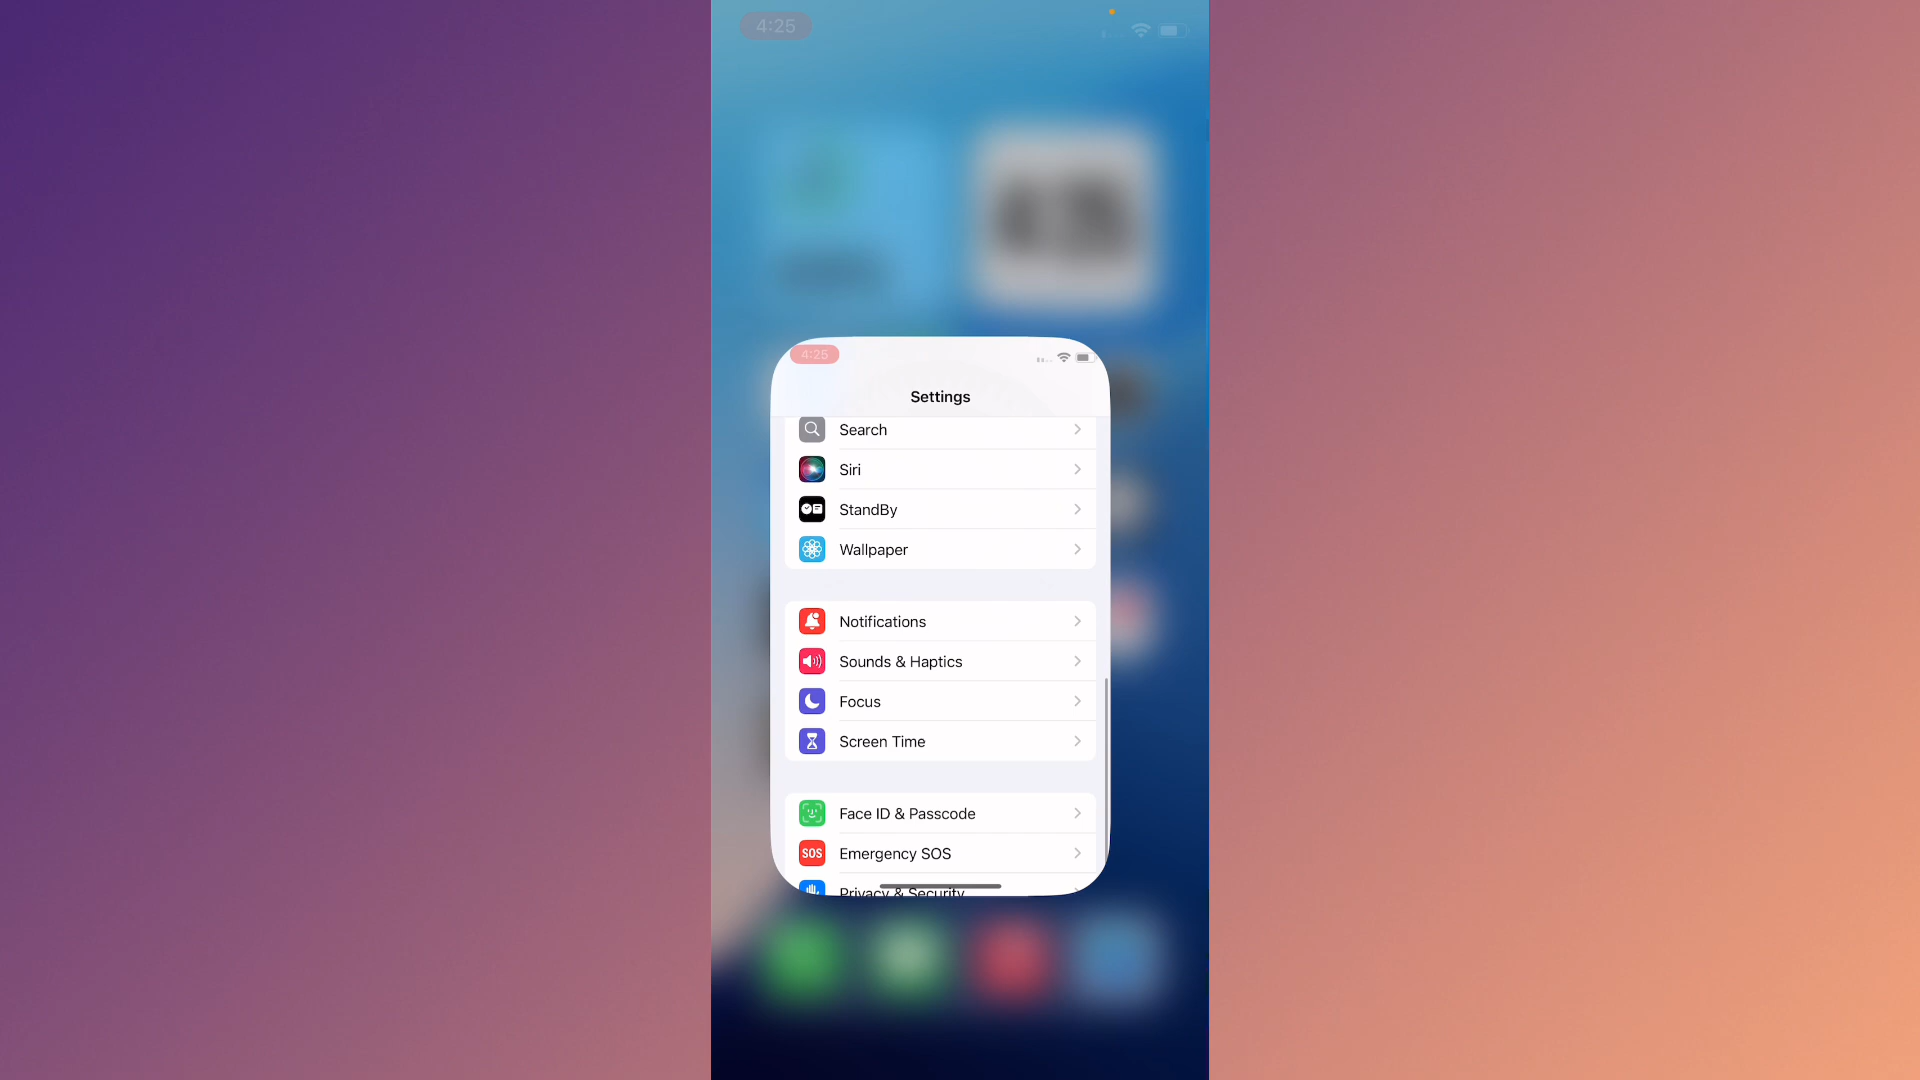 4:25
4:25
Settings
Search
Siri
StandBy
Wallpaper
Notifications
Sounds & Haptics
Focus
Screen Time
Face ID & Passcode
SOS Emergency SOS
Privacy & Security